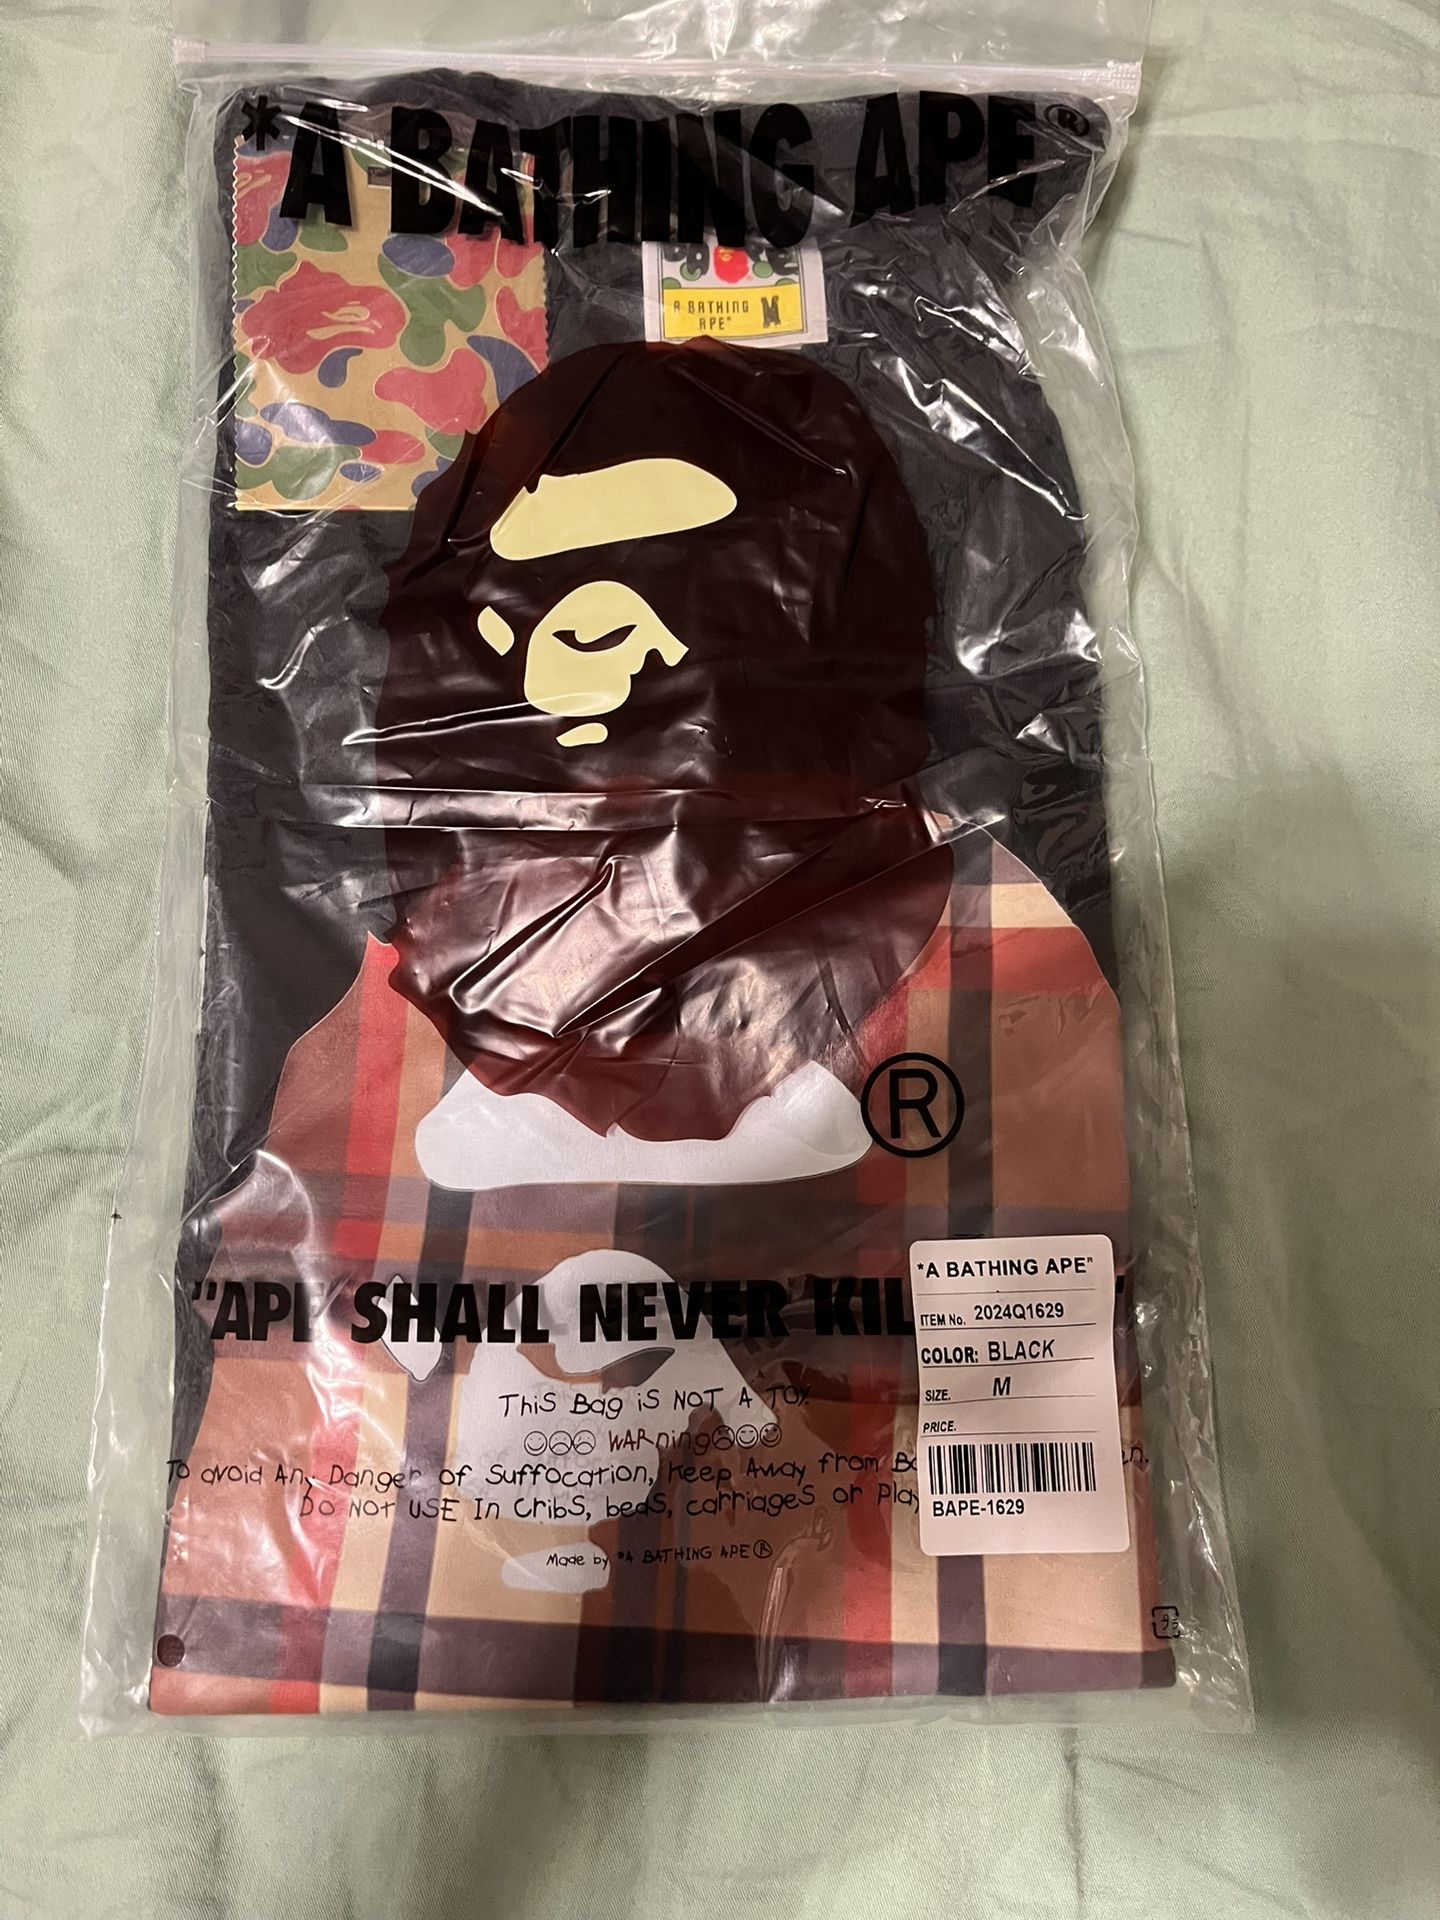 *A BATHING APE®
A BATHING M
APE®
®
"APE SHALL NEVER KIL
THiS Bag iS NOT A TOY.
WARning
To avoid Any Danger of Suffocation, Keep Away from
Do NOT USE In Cribs, beds, carriages or
Made by *A BATHING APE®
*A BATHING APE®
ITEM No. 2024Q1629
COLOR: BLACK
SIZE. M
PRICE.
BAPE-1629
プラ